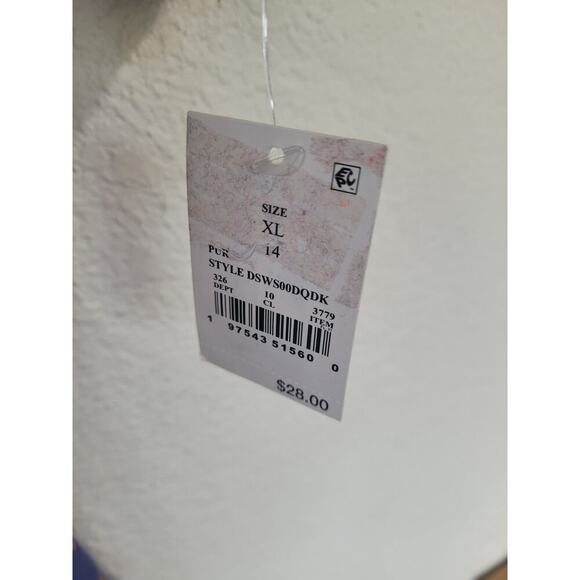 SIZE
XL
PUR 14
STYLE DSWS00DQDK
326 10 3779
DEPT CL ITEM
1 97543 51560 0
$28.00